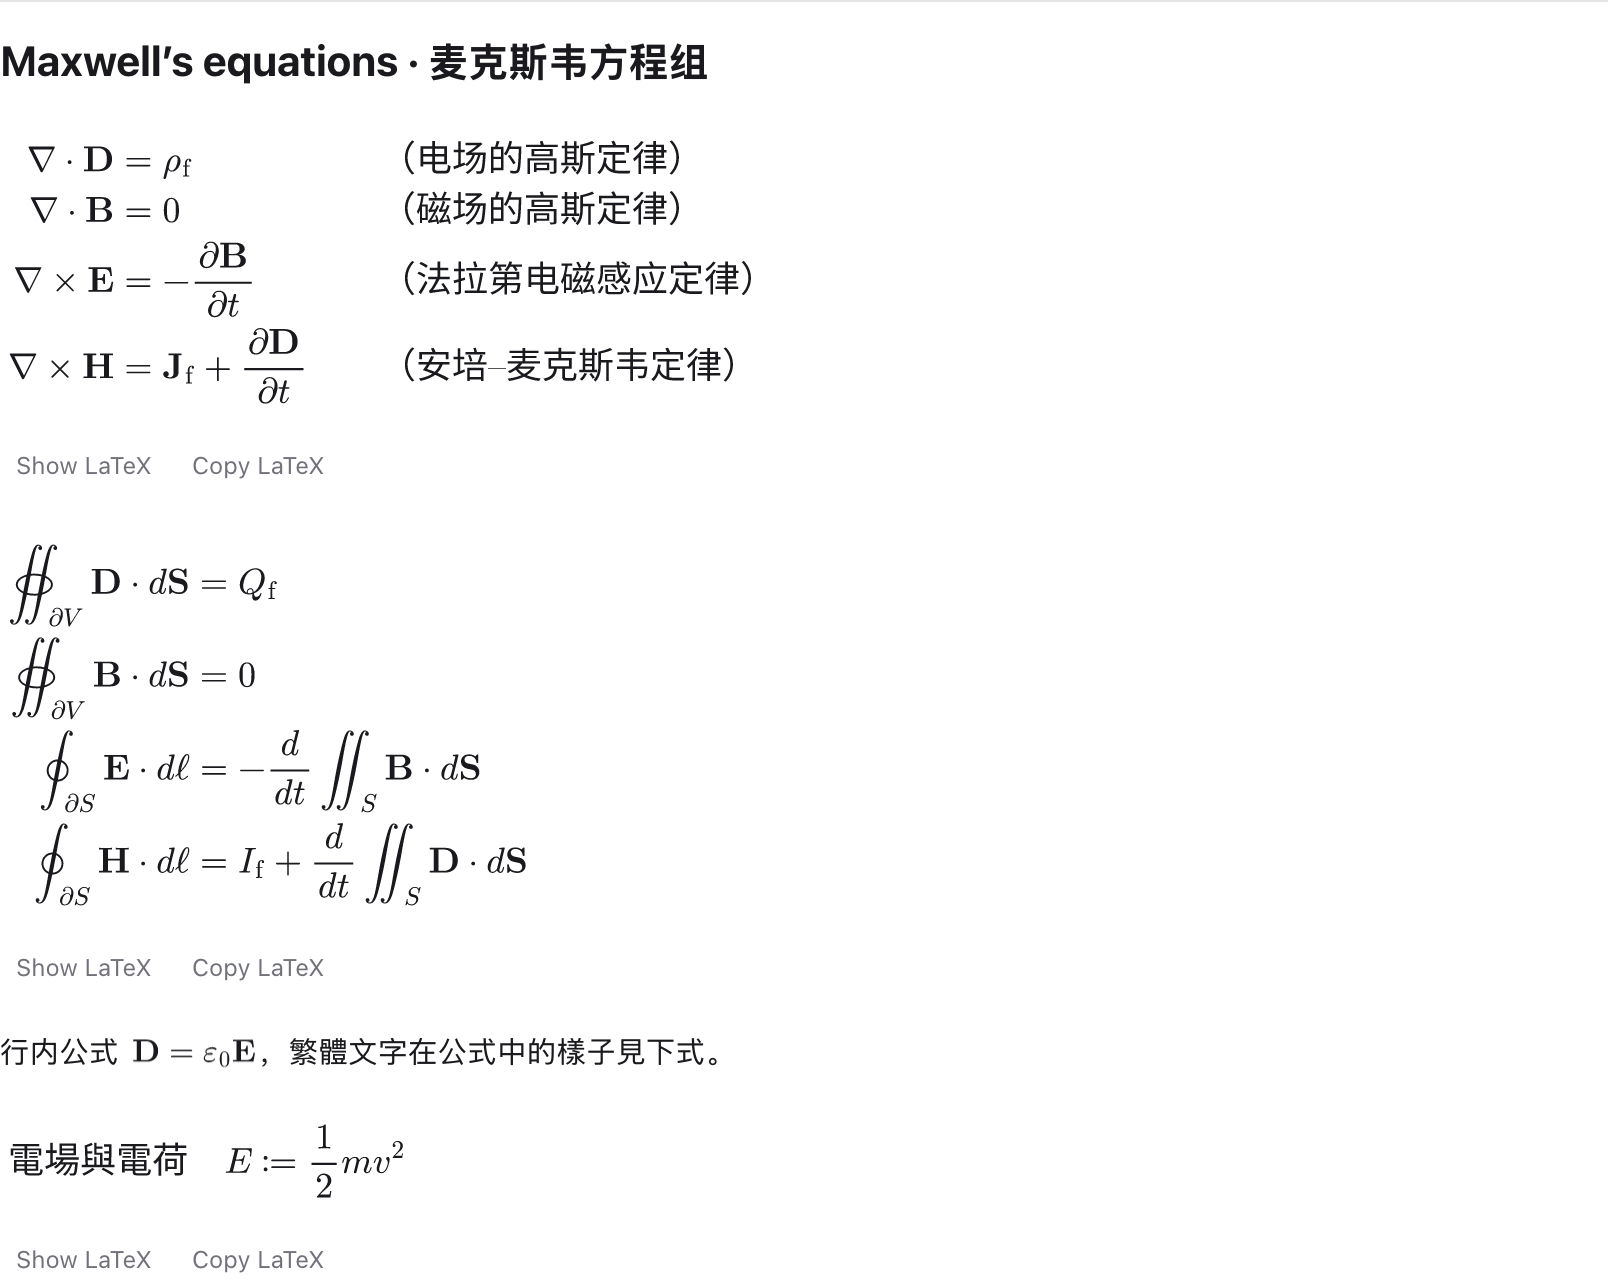 Maxwell’s equations · 麦克斯韦方程组
∇ · D = ρ_f （电场的高斯定律）
∇ · B = 0 （磁场的高斯定律）
∇ × E = −∂B/∂t （法拉第电磁感应定律）
∇ × H = J_f + ∂D/∂t （安培–麦克斯韦定律）
Show LaTeX Copy LaTeX
∯_∂V D · dS = Q_f
∯_∂V B · dS = 0
∮_∂S E · dℓ = −d/dt ∬_S B · dS
∮_∂S H · dℓ = I_f + d/dt ∬_S D · dS
Show LaTeX Copy LaTeX
行内公式 D = ε₀E，繁體文字在公式中的樣子見下式。
電場與電荷 E := 1/2 mv²
Show LaTeX Copy LaTeX